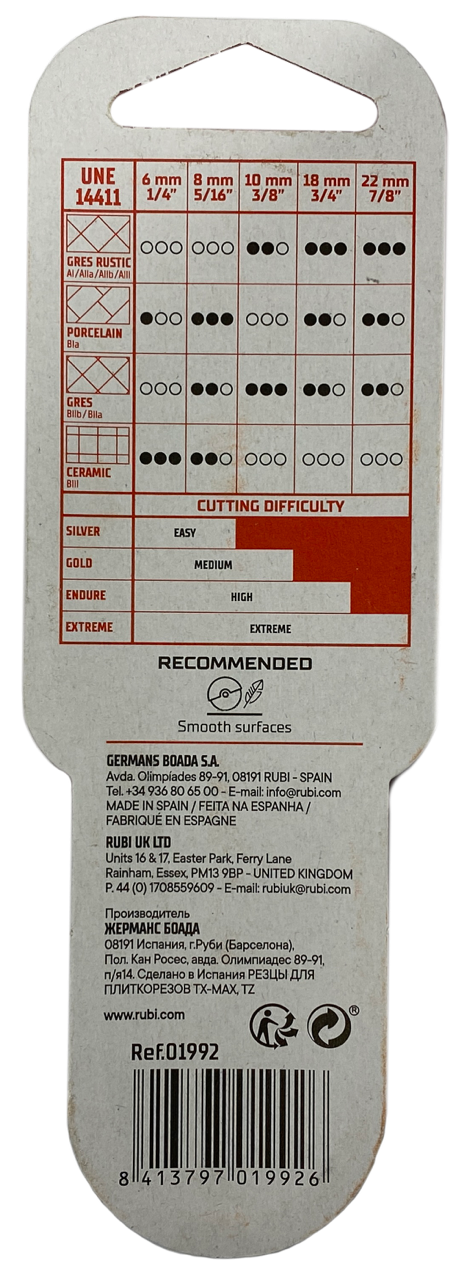 UNE 14411 6 mm 1/4" 8 mm 5/16" 10 mm 3/8" 18 mm 3/4" 22 mm 7/8"
GRES RUSTIC
AI/AIIa/AIIb/AIII
PORCELAIN
BIa
GRES
BIIb/BIIa
CERAMIC
BIII
CUTTING DIFFICULTY
SILVER EASY
GOLD MEDIUM
ENDURE HIGH
EXTREME EXTREME
RECOMMENDED
Smooth surfaces
GERMANS BOADA S.A.
Avda. Olimpíades 89-91, 08191 RUBI - SPAIN
Tel. +34 936 80 65 00 - E-mail: info@rubi.com
MADE IN SPAIN / FEITA NA ESPANHA /
FABRIQUÉ EN ESPAGNE
RUBI UK LTD
Units 16 & 17, Easter Park, Ferry Lane
Rainham, Essex, PM13 9BP - UNITED KINGDOM
P. 44 (0) 1708559609 - E-mail: rubiuk@rubi.com
Производитель
ЖЕРМАНС БОАДА
08191 Испания, г.Руби (Барселона),
Пол. Кан Росес, авда. Олимпиадес 89-91,
п/я14. Сделано в Испания РЕЗЦЫ ДЛЯ
ПЛИТКОРЕЗОВ TX-MAX, TZ
www.rubi.com
®
Ref.01992
8 413797 019926